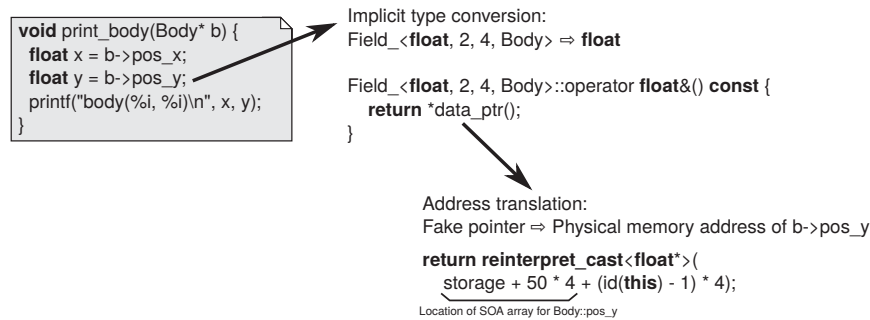 void print_body(Body* b) {
float x = b->pos_x;
float y = b->pos_y;
printf("body(%i, %i)\n", x, y);
}
Implicit type conversion:
Field_<float, 2, 4, Body> ⇨ float
Field_<float, 2, 4, Body>::operator float&() const {
return *data_ptr();
}
Address translation:
Fake pointer ⇨ Physical memory address of b->pos_y
return reinterpret_cast<float*>(
storage + 50 * 4 + (id(this) - 1) * 4);
Location of SOA array for Body::pos_y